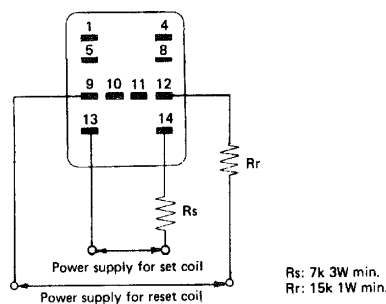 1 4
5 8
9 10 11 12
13 14
Rr
Rs
Power supply for set coil
Power supply for reset coil
Rs: 7k 3W min.
Rr: 15k 1W min.